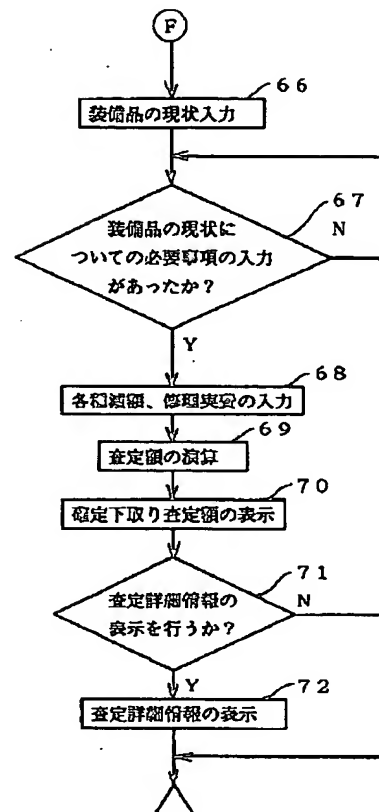 F
66
装備品の現状入力
67
装備品の現状に
ついての必要事項の入力
があったか？
N
Y
68
各種減額、修理実費の入力
69
査定額の演算
70
確定下取り査定額の表示
71
査定詳細情報の
表示を行うか？
N
Y
72
査定詳細情報の表示